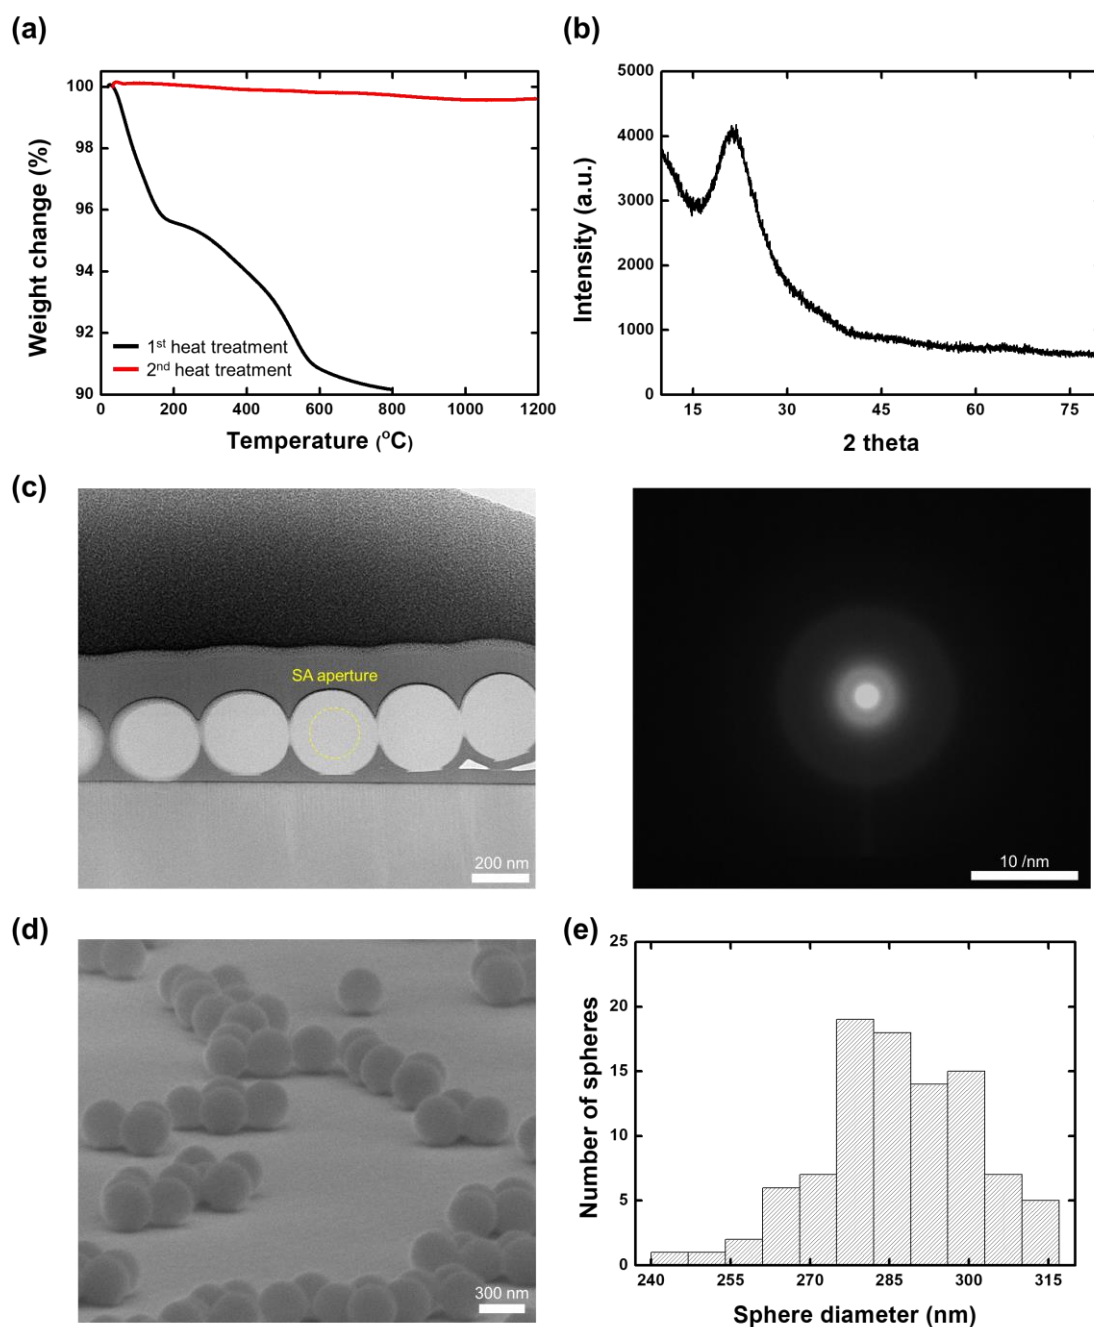 (a)
100
98
96
94
92
90
Weight change (%)
1st heat treatment
2nd heat treatment
0 200 400 600 800 1000 1200
Temperature (°C)
(b)
5000
4000
3000
2000
1000
0
Intensity (a.u.)
15 30 45 60 75
2 theta
(c)
SA aperture
200 nm
10 /nm
(d)
300 nm
(e)
25
20
15
10
5
0
Number of spheres
240 255 270 285 300 315
Sphere diameter (nm)